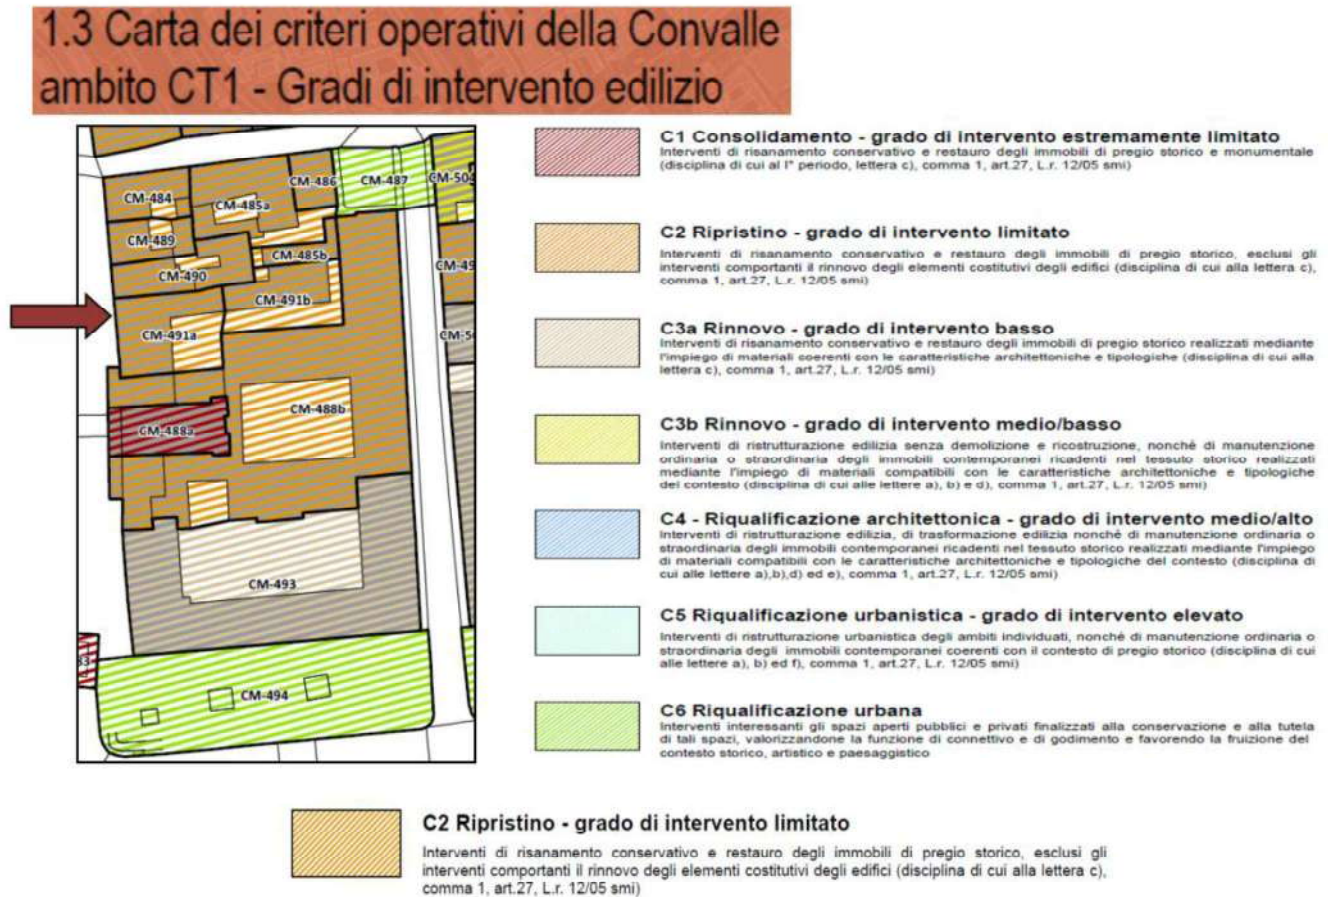 1.3 Carta dei criteri operativi della Convalle
ambito CT1 - Gradi di intervento edilizio
CM-484
CM-485a
CM-486
CM-487
CM-504
CM-489
CM-485b
CM-490
CM-49
CM-491b
CM-491a
CM-5
CM-488b
CM-488a
CM-493
CM-494
C1 Consolidamento - grado di intervento estremamente limitato
Interventi di risanamento conservativo e restauro degli immobili di pregio storico e monumentale
(disciplina di cui al I° periodo, lettera c), comma 1, art.27, L.r. 12/05 smi)
C2 Ripristino - grado di intervento limitato
Interventi di risanamento conservativo e restauro degli immobili di pregio storico, esclusi gli
interventi comportanti il rinnovo degli elementi costitutivi degli edifici (disciplina di cui alla lettera c),
comma 1, art.27, L.r. 12/05 smi)
C3a Rinnovo - grado di intervento basso
Interventi di risanamento conservativo e restauro degli immobili di pregio storico realizzati mediante
l'impiego di materiali coerenti con le caratteristiche architettoniche e tipologiche (disciplina di cui alla
lettera c), comma 1, art.27, L.r. 12/05 smi)
C3b Rinnovo - grado di intervento medio/basso
Interventi di ristrutturazione edilizia senza demolizione e ricostruzione, nonché di manutenzione
ordinaria o straordinaria degli immobili contemporanei ricadenti nel tessuto storico realizzati
mediante l'impiego di materiali compatibili con le caratteristiche architettoniche e tipologiche
del contesto (disciplina di cui alle lettere a), b) e d), comma 1, art.27, L.r. 12/05 smi)
C4 - Riqualificazione architettonica - grado di intervento medio/alto
Interventi di ristrutturazione edilizia, di trasformazione edilizia nonché di manutenzione ordinaria o
straordinaria degli immobili contemporanei ricadenti nel tessuto storico realizzati mediante l'impiego
di materiali compatibili con le caratteristiche architettoniche e tipologiche del contesto (disciplina di
cui alle lettere a),b),d) ed e), comma 1, art.27, L.r. 12/05 smi)
C5 Riqualificazione urbanistica - grado di intervento elevato
Interventi di ristrutturazione urbanistica degli ambiti individuati, nonché di manutenzione ordinaria o
straordinaria degli immobili contemporanei coerenti con il contesto di pregio storico (disciplina di cui
alle lettere a), b) ed f), comma 1, art.27, L.r. 12/05 smi)
C6 Riqualificazione urbana
Interventi interessanti gli spazi aperti pubblici e privati finalizzati alla conservazione e alla tutela
di tali spazi, valorizzandone la funzione di connettivo e di godimento e favorendo la fruizione del
contesto storico, artistico e paesaggistico
C2 Ripristino - grado di intervento limitato
Interventi di risanamento conservativo e restauro degli immobili di pregio storico, esclusi gli
interventi comportanti il rinnovo degli elementi costitutivi degli edifici (disciplina di cui alla lettera c),
comma 1, art.27, L.r. 12/05 smi)